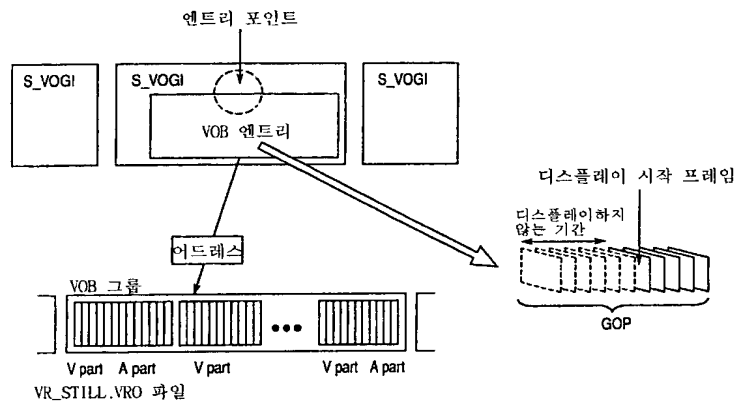 엔트리 포인트
S_VOGI
S_VOGI
S_VOGI
VOB 엔트리
디스플레이 시작 프레임
디스플레이하지
않는 기간
어드레스
VOB 그룹
GOP
V part A part V part V part A part
VR_STILL.VRO 파일